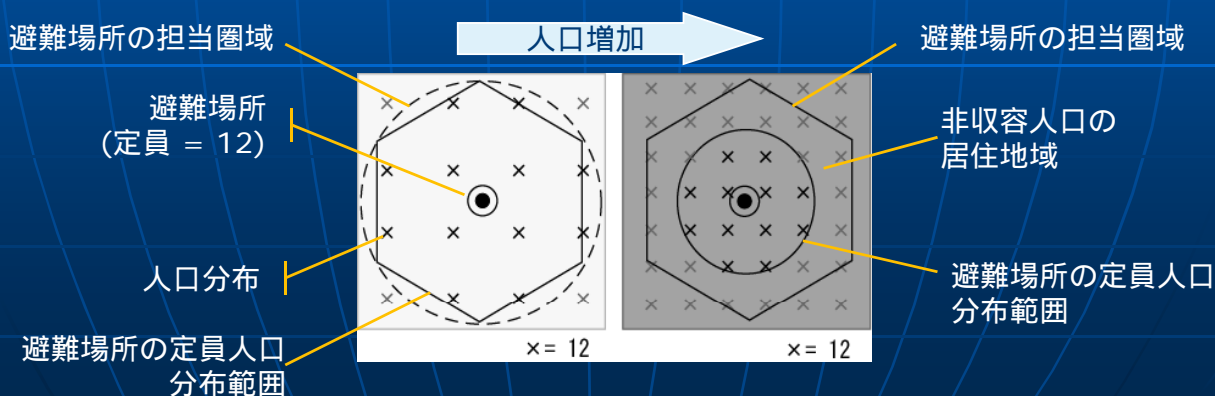 避難場所の担当圏域
人口増加
避難場所の担当圏域
避難場所
(定員 = 12)
非収容人口の
居住地域
人口分布
避難場所の定員人口
分布範囲
避難場所の定員人口
分布範囲
×= 12
×= 12